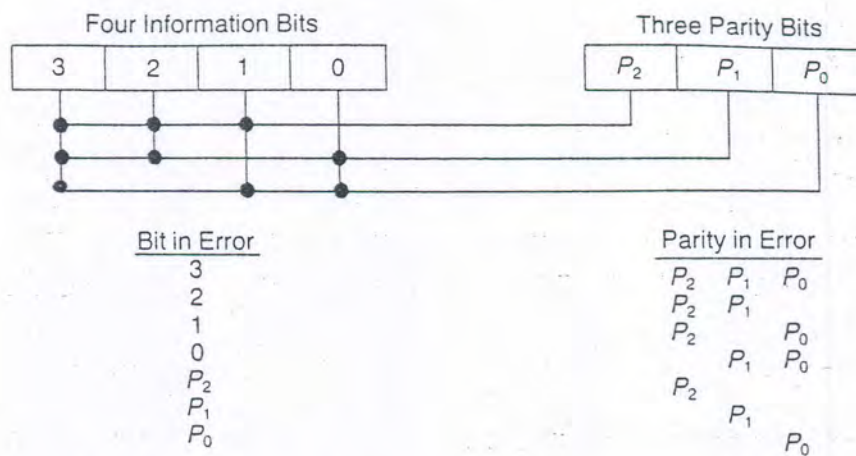 Four Information Bits Three Parity Bits
3 2 1 0 P₂ P₁ P₀
Bit in Error Parity in Error
3 P₂ P₁ P₀
2 P₂ P₁
1 P₂ P₀
0 P₁ P₀
P₂ P₂
P₁ P₁
P₀ P₀